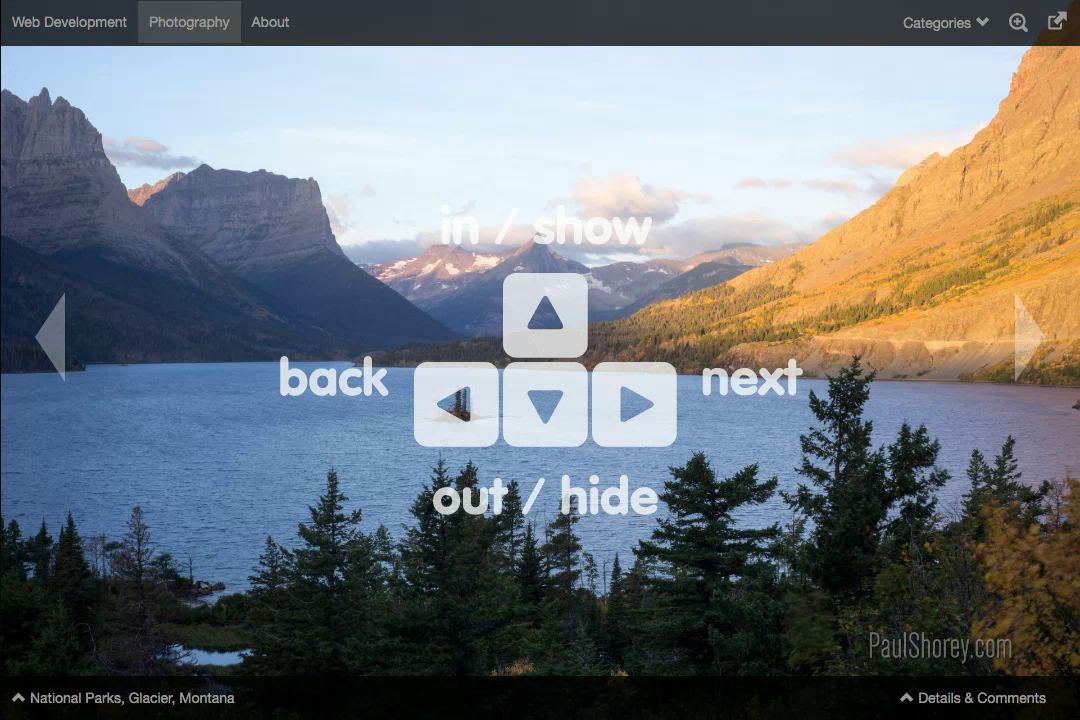 Web Development Photography About Categories
in / show
back next
out / hide
PaulShorey.com
National Parks, Glacier, Montana Details & Comments